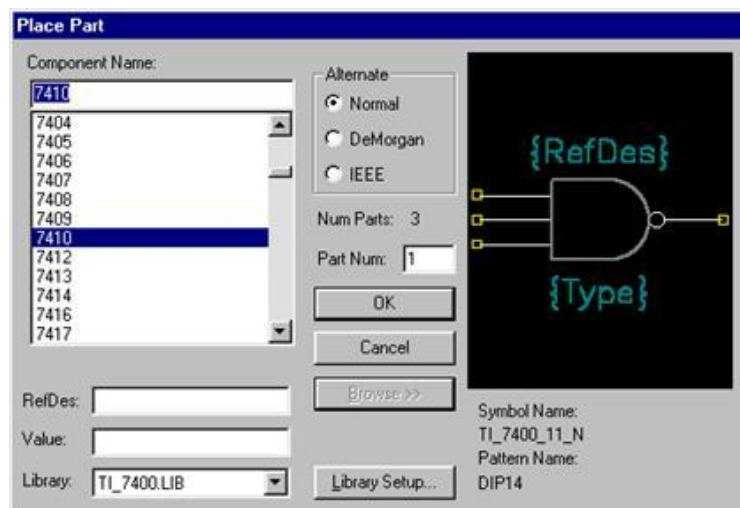 Place Part
Component Name:
7410
7404
7405
7406
7407
7408
7409
7410
7412
7413
7414
7416
7417
Alternate
Normal
DeMorgan
IEEE
Num Parts: 3
Part Num: 1
OK
Cancel
Browse >>
{RefDes}
{Type}
RefDes:
Value:
Library: TI_7400.LIB
Library Setup...
Symbol Name:
TI_7400_11_N
Pattern Name:
DIP14